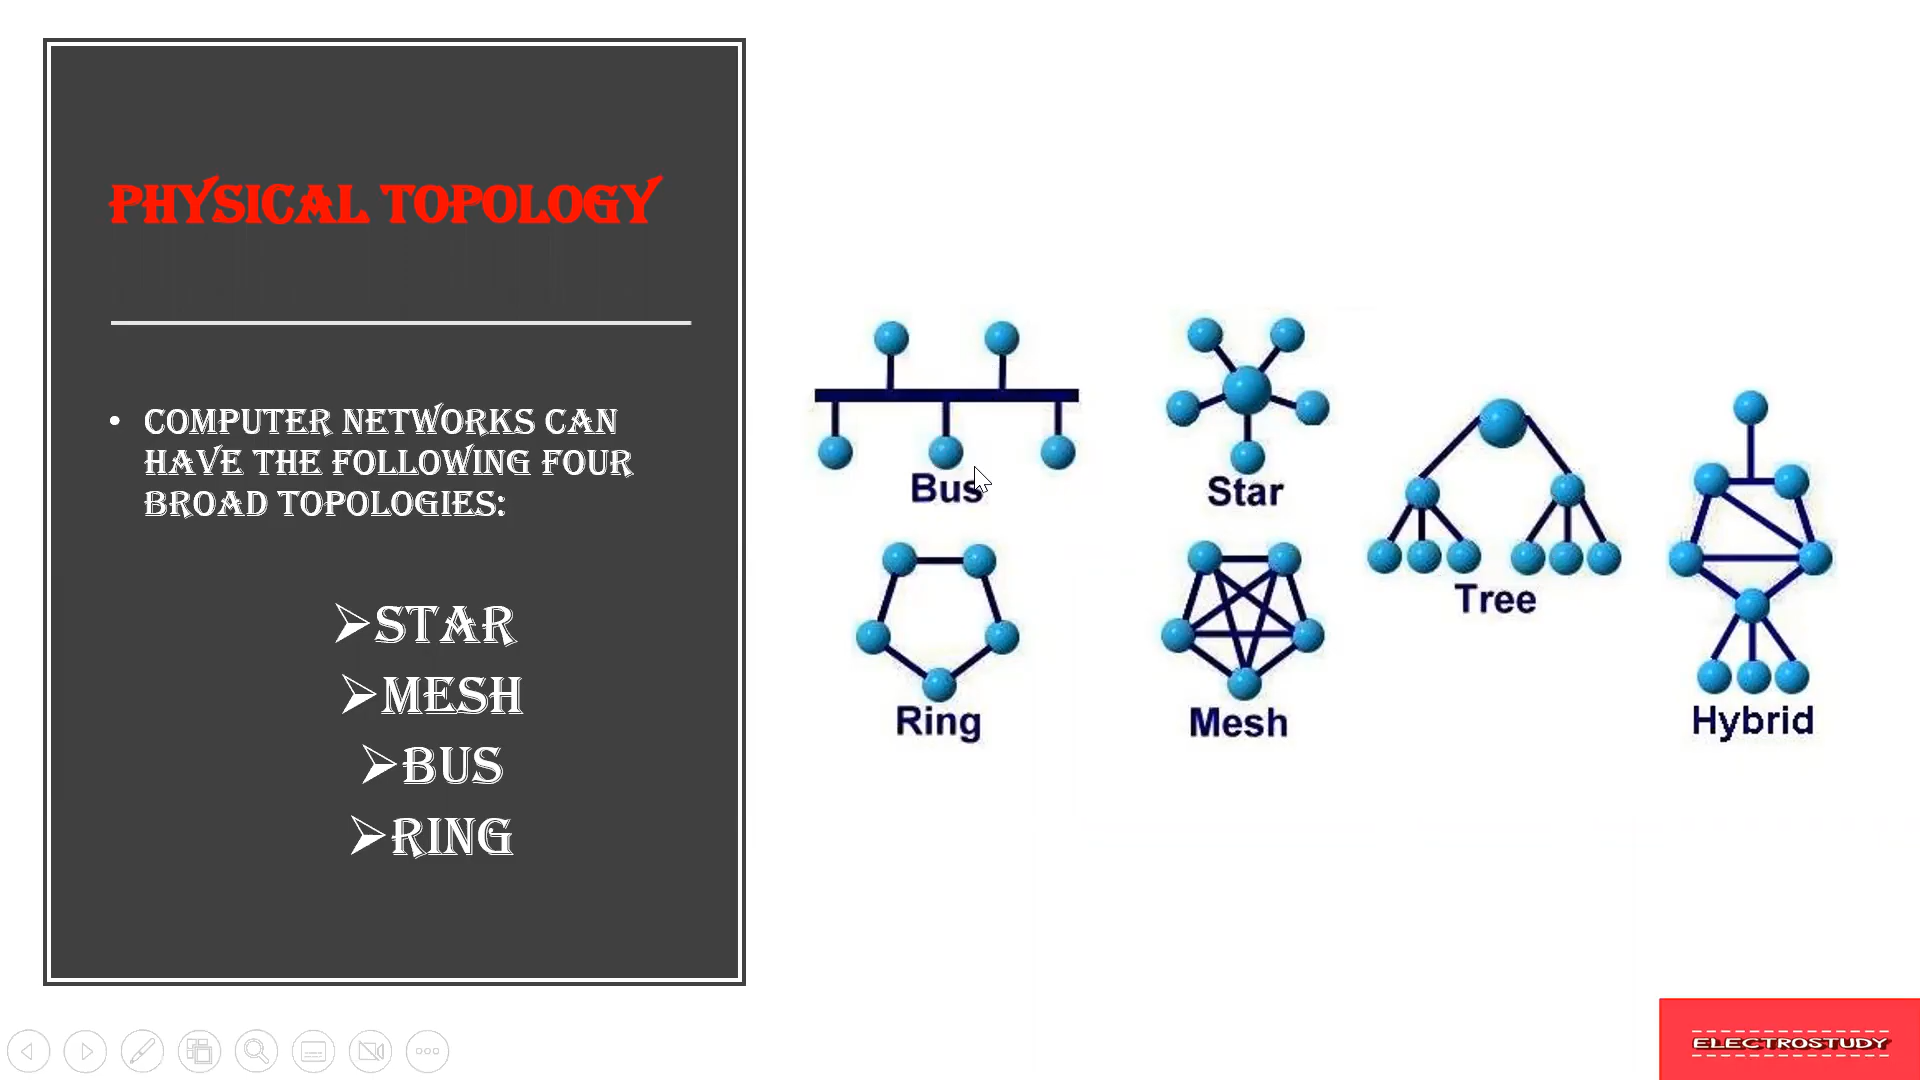 PHYSICAL TOPOLOGY
• COMPUTER NETWORKS CAN
HAVE THE FOLLOWING FOUR
BROAD TOPOLOGIES:
➢STAR
➢MESH
➢BUS
➢RING
Bus
Star
Tree
Ring
Mesh
Hybrid
ELECTROSTUDY